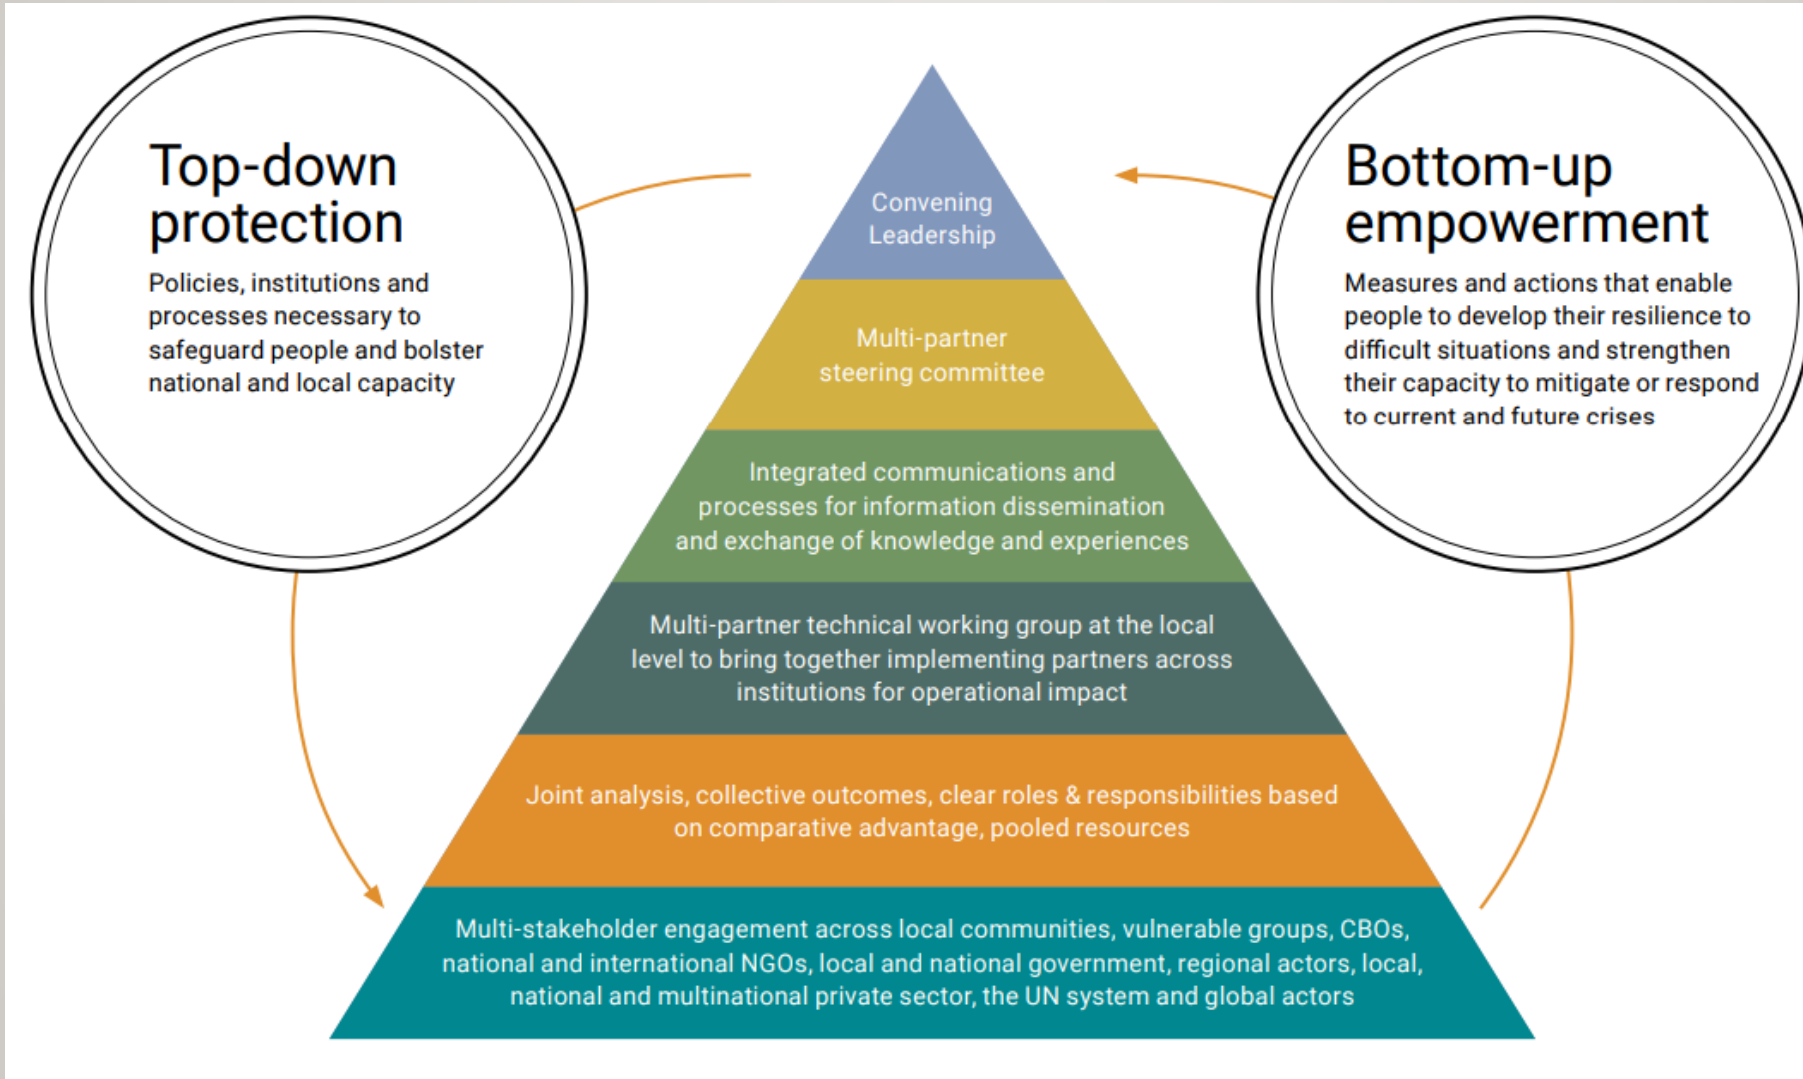 Top-down
protection
Policies, institutions and
processes necessary to
safeguard people and bolster
national and local capacity
Convening
Leadership
Multi-partner
steering committee
Integrated communications and
processes for information dissemination
and exchange of knowledge and experiences
Multi-partner technical working group at the local
level to bring together implementing partners across
institutions for operational impact
Joint analysis, collective outcomes, clear roles & responsibilities based
on comparative advantage, pooled resources
Multi-stakeholder engagement across local communities, vulnerable groups, CBOs,
national and international NGOs, local and national government, regional actors, local,
national and multinational private sector, the UN system and global actors
Bottom-up
empowerment
Measures and actions that enable
people to develop their resilience to
difficult situations and strengthen
their capacity to mitigate or respond
to current and future crises